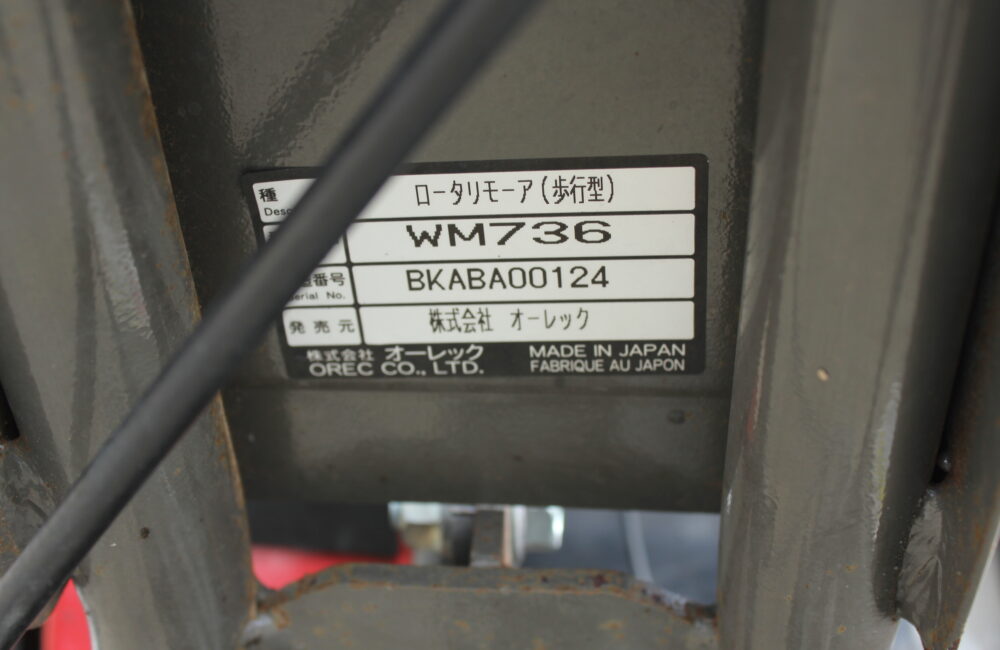 種 ロータリモーア(歩行型)
WM736
番号 BKABA00124
No.
発売元 株式会社 オーレック
株式会社 オーレック MADE IN JAPAN
OREC CO., LTD. FABRIQUE AU JAPON